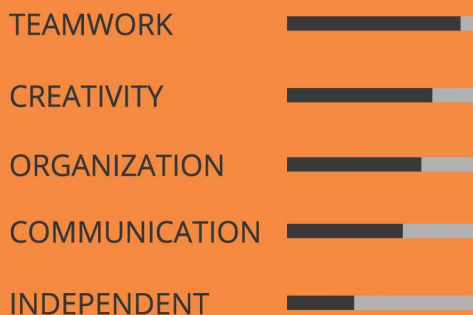 TEAMWORK
CREATIVITY
ORGANIZATION
COMMUNICATION
INDEPENDENT